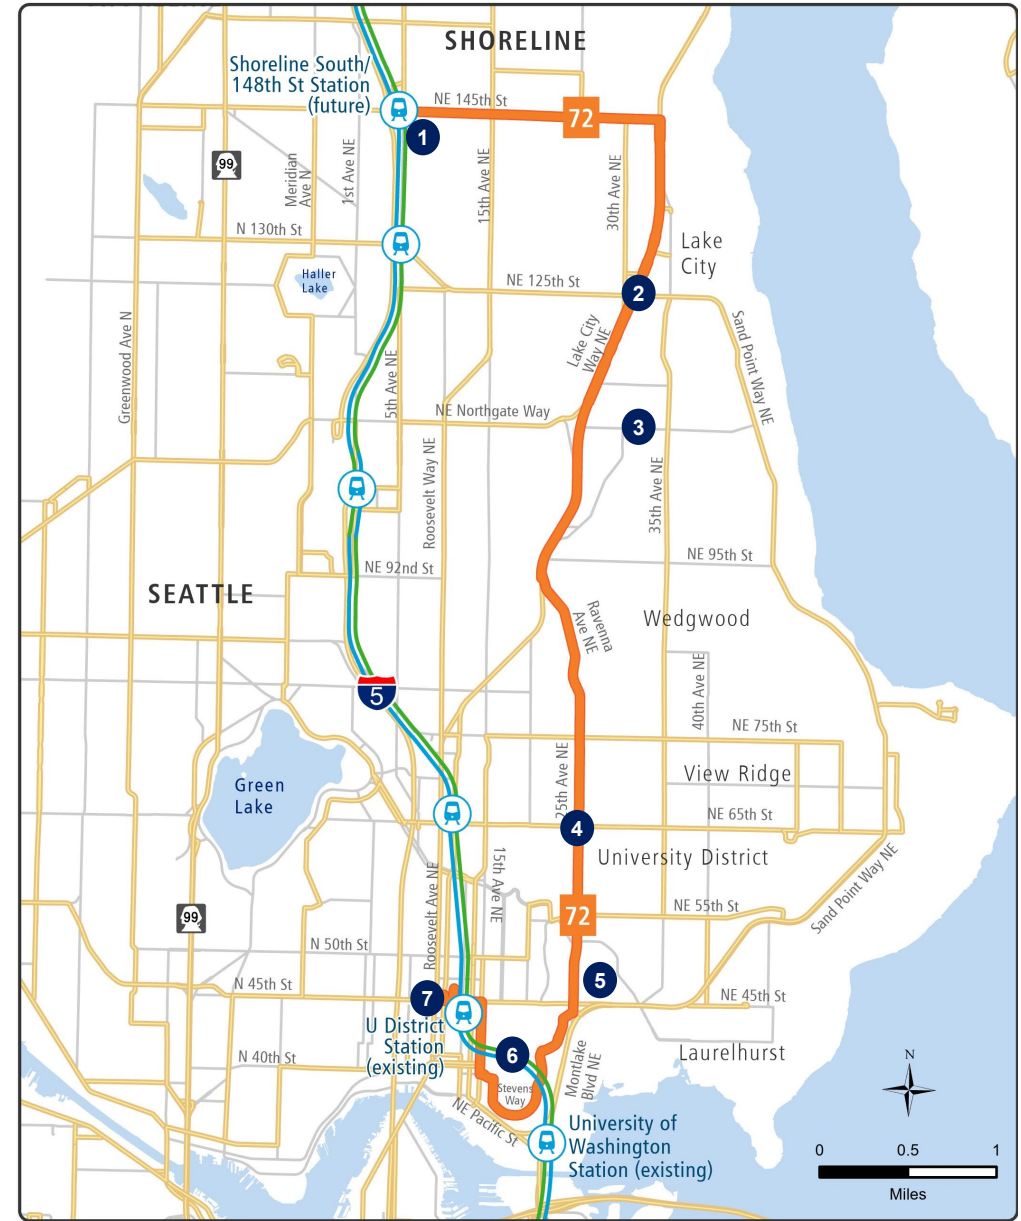 SHORELINE
Shoreline South/
148th St Station
(future)
NE 145th St
72
1
99
Meridian
Ave N
1st Ave NE
15th Ave NE
30th Ave NE
N 130th St
Lake
City
Haller
Lake
NE 125th St
2
Greenwood Ave N
Lake City
Way NE
Sand Point Way NE
5th Ave NE
NE Northgate Way
3
Roosevelt Way NE
35th Ave NE
NE 95th St
NE 92nd St
SEATTLE
Ravenna
Ave NE
Wedgwood
5
40th Ave NE
NE 75th St
25th Ave NE
View Ridge
Green
Lake
NE 65th St
4
University District
15th Ave NE
Roosevelt Ave NE
Sand Point Way NE
99
72
NE 55th St
N 50th St
5
N 45th St
7
NE 45th St
U District
Station
(existing)
6
N 40th St
Laurelhurst
Montlake
Blvd NE
Stevens
Way
NE Pacific St
N
University of
Washington
Station (existing)
0 0.5 1
Miles